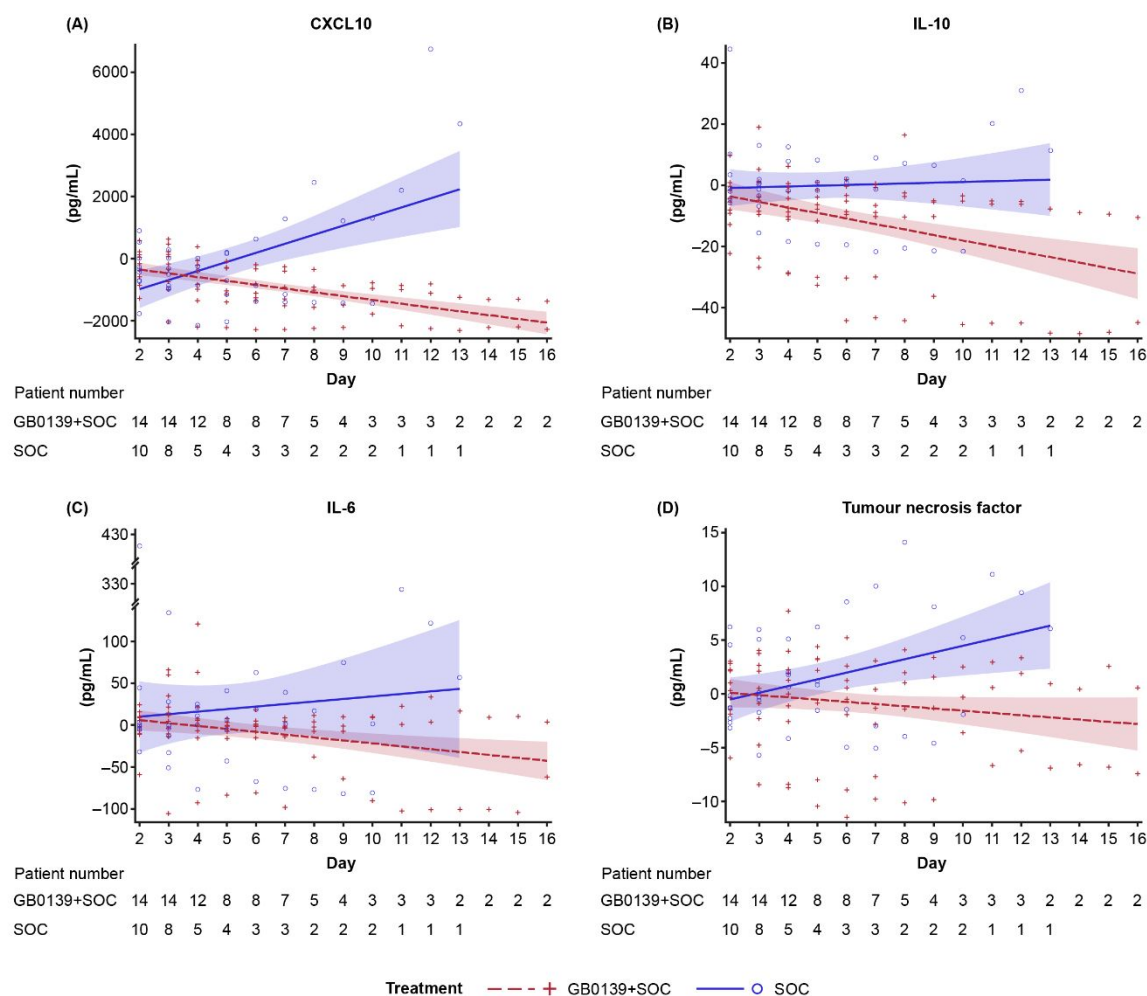 (A) CXCL10
6000
4000
2000
0
–2000
(pg/mL)
2 3 4 5 6 7 8 9 10 11 12 13 14 15 16
Day
Patient number
GB0139+SOC 14 14 12 8 8 7 5 4 3 3 3 2 2 2 2
SOC 10 8 5 4 3 3 2 2 2 1 1 1
(B) IL-10
40
20
0
–20
–40
(pg/mL)
2 3 4 5 6 7 8 9 10 11 12 13 14 15 16
Day
Patient number
GB0139+SOC 14 14 12 8 8 7 5 4 3 3 3 2 2 2 2
SOC 10 8 5 4 3 3 2 2 2 1 1 1
(C) IL-6
430
330
100
50
0
–50
–100
(pg/mL)
2 3 4 5 6 7 8 9 10 11 12 13 14 15 16
Day
Patient number
GB0139+SOC 14 14 12 8 8 7 5 4 3 3 3 2 2 2 2
SOC 10 8 5 4 3 3 2 2 2 1 1 1
(D) Tumour necrosis factor
15
10
5
0
–5
–10
(pg/mL)
2 3 4 5 6 7 8 9 10 11 12 13 14 15 16
Day
Patient number
GB0139+SOC 14 14 12 8 8 7 5 4 3 3 3 2 2 2 2
SOC 10 8 5 4 3 3 2 2 2 1 1 1
Treatment GB0139+SOC SOC